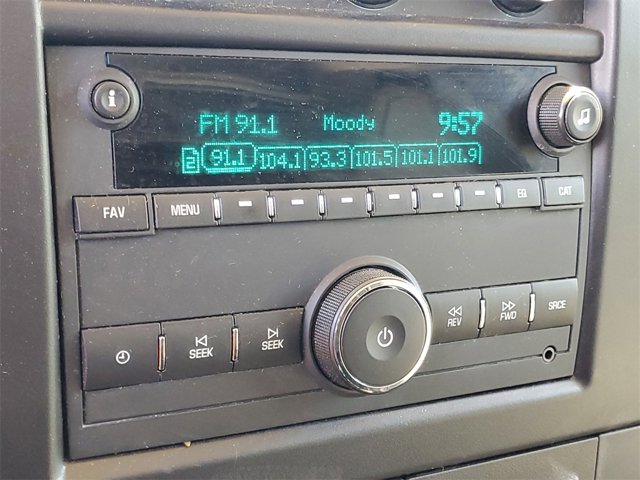 i
FM 91.1 Moody 9:57
2 91.1 104.1 93.3 101.5 101.1 101.9
FAV MENU EQ CAT
REV FWD SRCE
SEEK SEEK